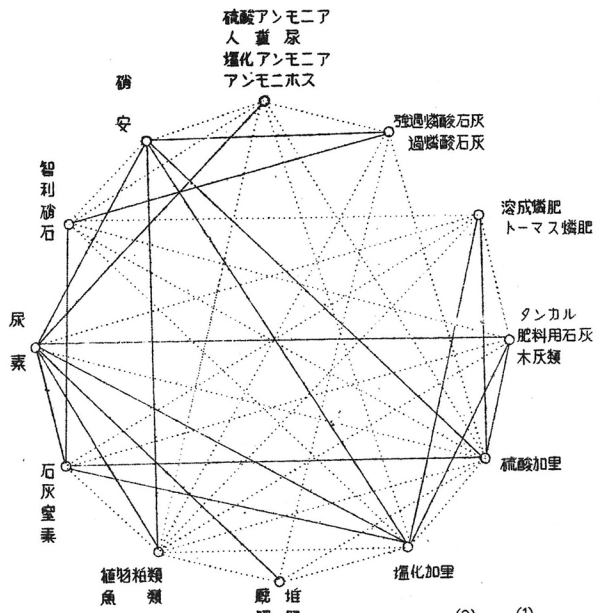 硫酸アンモニア
人糞尿
塩化アンモニア
アンモニホス
硝安
強過燐酸石灰
過燐酸石灰
智利硝石
溶成燐肥
トーマス燐肥
尿素
タンカル
肥料用石灰
木灰類
石灰窒素
硫酸加里
植物粕類
魚類
塩化加里
厩
堆
(2) (1)